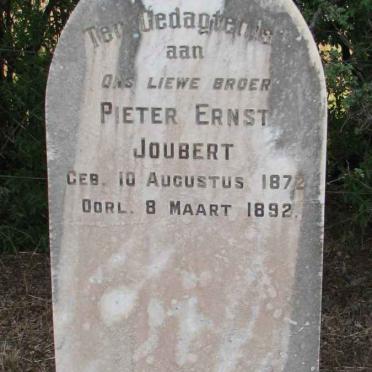 Ter Gedagtenis
aan
Ons liewe broer
Pieter Ernst
Joubert
Geb. 10 Augustus 1872
Oorl. 8 Maart 1892.